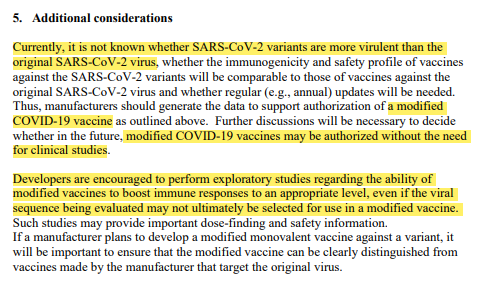 5. Additional considerations
Currently, it is not known whether SARS-CoV-2 variants are more virulent than the
original SARS-CoV-2 virus, whether the immunogenicity and safety profile of vaccines
against the SARS-CoV-2 variants will be comparable to those of vaccines against the
original SARS-CoV-2 virus and whether regular (e.g., annual) updates will be needed.
Thus, manufacturers should generate the data to support authorization of a modified
COVID-19 vaccine as outlined above. Further discussions will be necessary to decide
whether in the future, modified COVID-19 vaccines may be authorized without the need
for clinical studies.
Developers are encouraged to perform exploratory studies regarding the ability of
modified vaccines to boost immune responses to an appropriate level, even if the viral
sequence being evaluated may not ultimately be selected for use in a modified vaccine.
Such studies may provide important dose-finding and safety information.
If a manufacturer plans to develop a modified monovalent vaccine against a variant, it
will be important to ensure that the modified vaccine can be clearly distinguished from
vaccines made by the manufacturer that target the original virus.